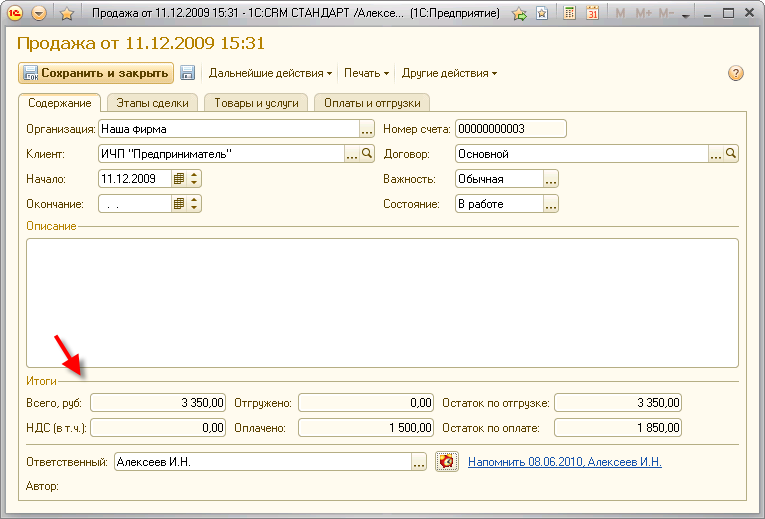 Продажа от 11.12.2009 15:31 - 1С:CRM СТАНДАРТ /Алексе... (1С:Предприятие) M M+ M-
Продажа от 11.12.2009 15:31
Сохранить и закрыть Дальнейшие действия Печать Другие действия ?
Содержание Этапы сделки Товары и услуги Оплаты и отгрузки
Организация: Наша фирма ... Номер счета: 00000000003
Клиент: ИЧП "Предприниматель" ... Договор: Основной ...
Начало: 11.12.2009 Важность: Обычная ...
Окончание: . . Состояние: В работе ...
Описание
Итоги
Всего, руб: 3 350,00 Отгружено: 0,00 Остаток по отгрузке: 3 350,00
НДС (в т.ч.): 0,00 Оплачено: 1 500,00 Остаток по оплате: 1 850,00
Ответственный: Алексеев И.Н. ... Напомнить 08.06.2010, Алексеев И.Н.
Автор: